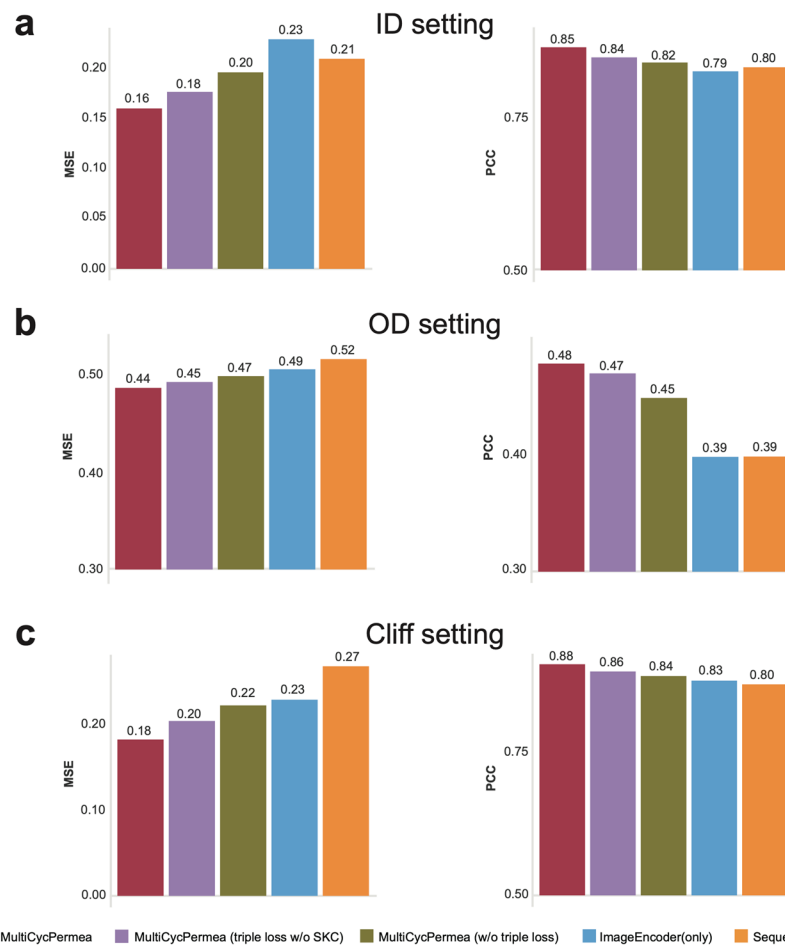 a ID setting
0.16 0.18 0.20 0.23 0.21
0.85 0.84 0.82 0.79 0.80
0.20
0.15
0.10
0.05
0.00
MSE
0.75
0.50
PCC
b OD setting
0.44 0.45 0.47 0.49 0.52
0.48 0.47 0.45 0.39 0.39
0.50
0.40
0.30
MSE
0.40
0.30
PCC
c Cliff setting
0.18 0.20 0.22 0.23 0.27
0.88 0.86 0.84 0.83 0.80
0.20
0.10
0.00
MSE
0.75
0.50
PCC
MultiCycPermea MultiCycPermea (triple loss w/o SKC) MultiCycPermea (w/o triple loss) ImageEncoder(only)